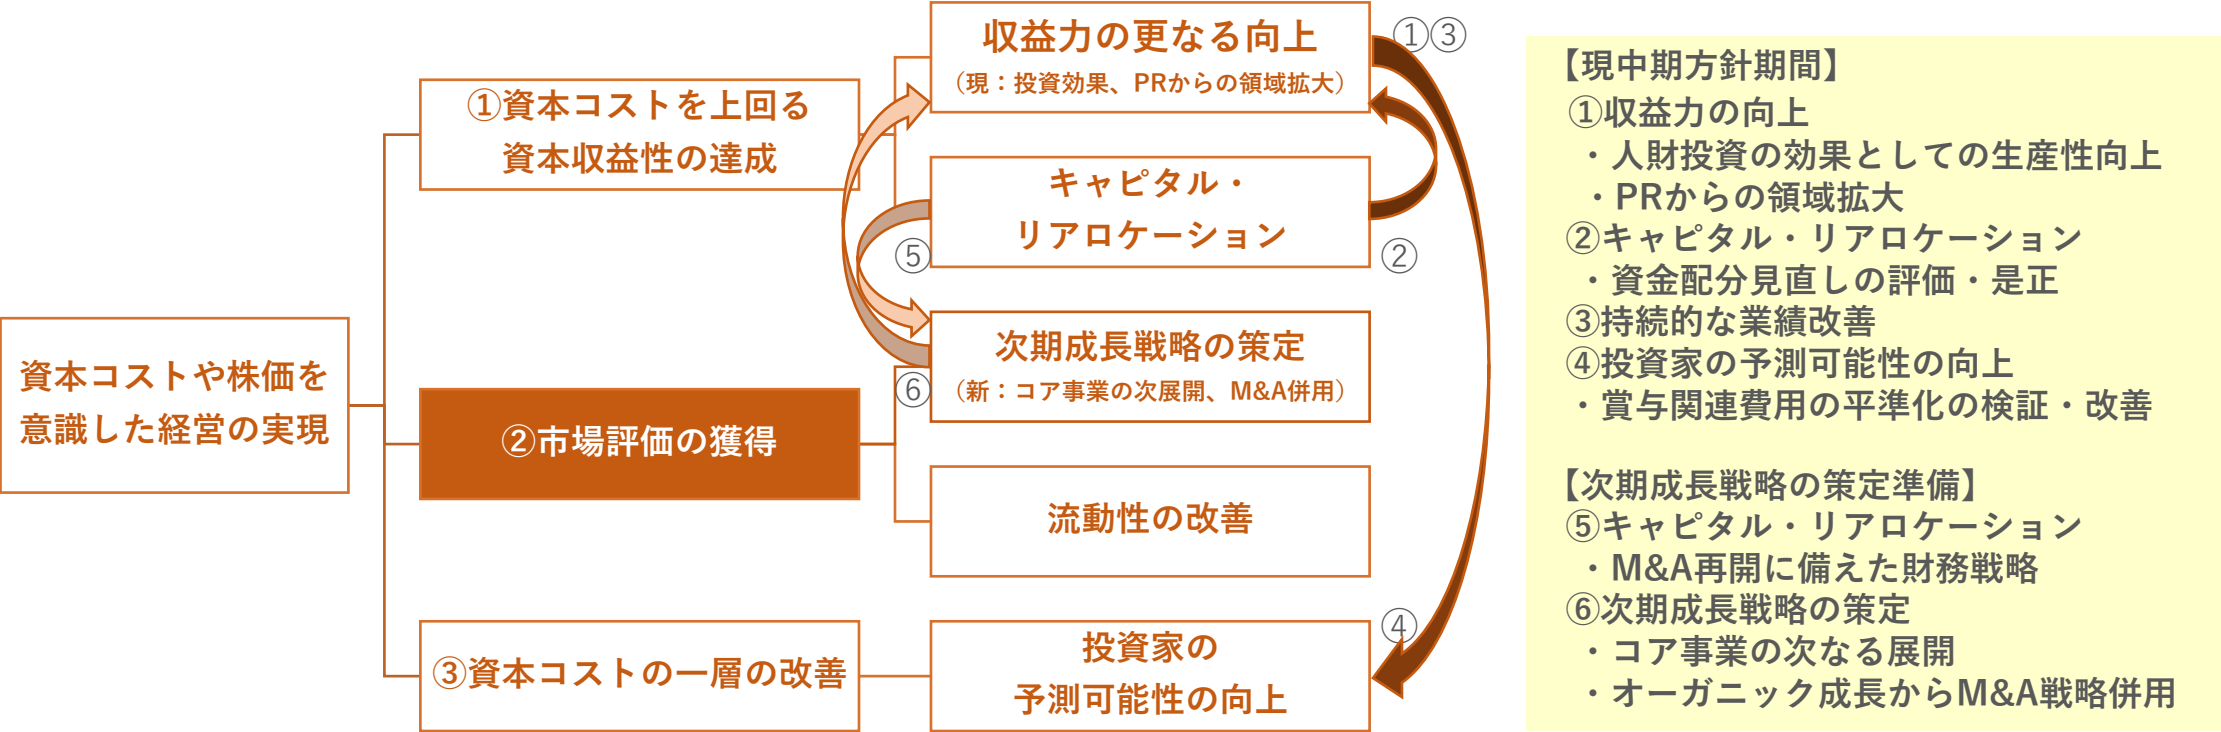 資本コストや株価を
意識した経営の実現
①資本コストを上回る
資本収益性の達成
②市場評価の獲得
③資本コストの一層の改善
収益力の更なる向上
（現：投資効果、PRからの領域拡大）
キャピタル・
リアロケーション
次期成長戦略の策定
（新：コア事業の次展開、M&A併用）
流動性の改善
投資家の
予測可能性の向上
①③
②
⑤
⑥
④
【現中期方針期間】
①収益力の向上
・人財投資の効果としての生産性向上
・PRからの領域拡大
②キャピタル・リアロケーション
・資金配分見直しの評価・是正
③持続的な業績改善
④投資家の予測可能性の向上
・賞与関連費用の平準化の検証・改善
【次期成長戦略の策定準備】
⑤キャピタル・リアロケーション
・M&A再開に備えた財務戦略
⑥次期成長戦略の策定
・コア事業の次なる展開
・オーガニック成長からM&A戦略併用